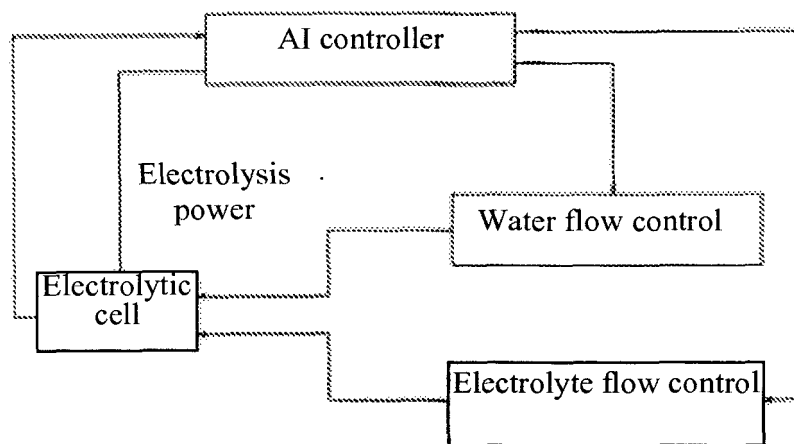 AI controller
Electrolysis
power
Water flow control
Electrolytic
cell
Electrolyte flow control